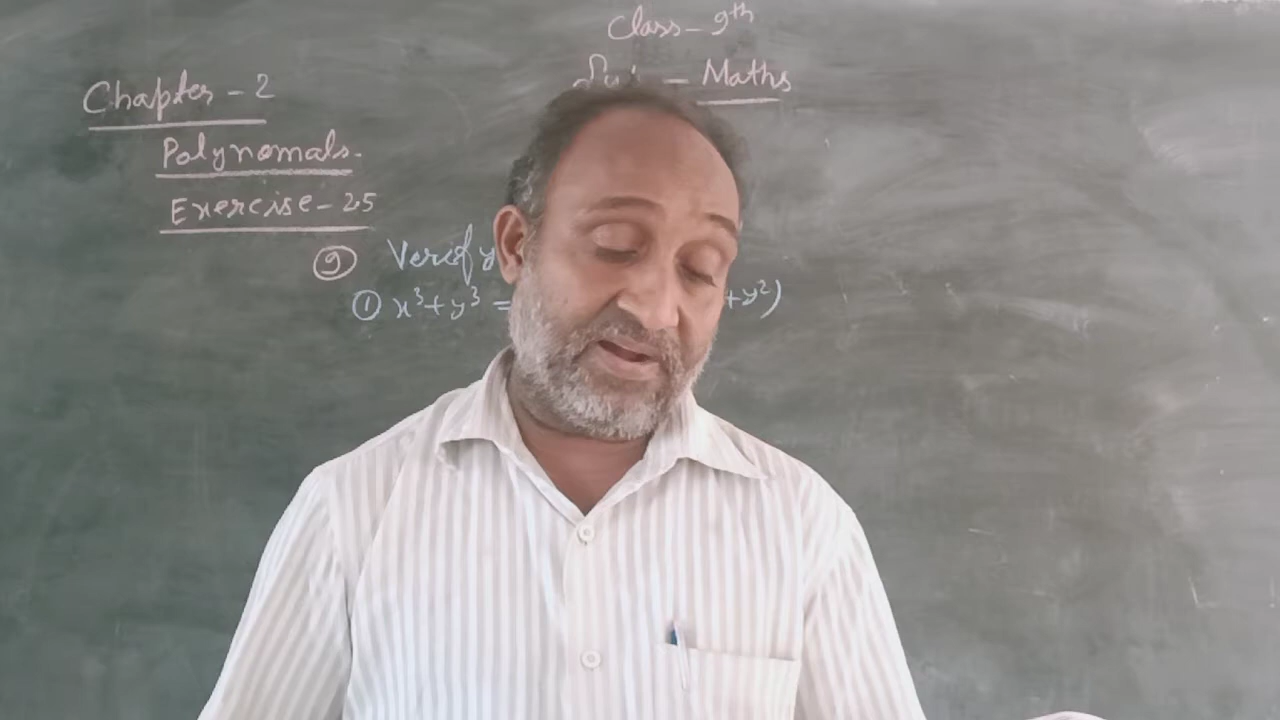 Class - 9th
- Maths
Chapter - 2
Polynomals.
Exercise - 2.5
9 Verify
① x³ + y³ = +y²)